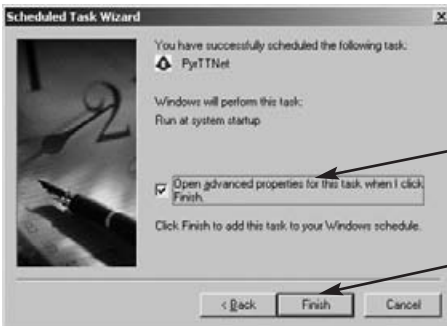 Scheduled Task Wizard
You have successfully scheduled the following task:
PyrTTNet
Windows will perform this task:
Run at system startup
Open advanced properties for this task when I click
Finish.
Click Finish to add this task to your Windows schedule.
< Back Finish Cancel